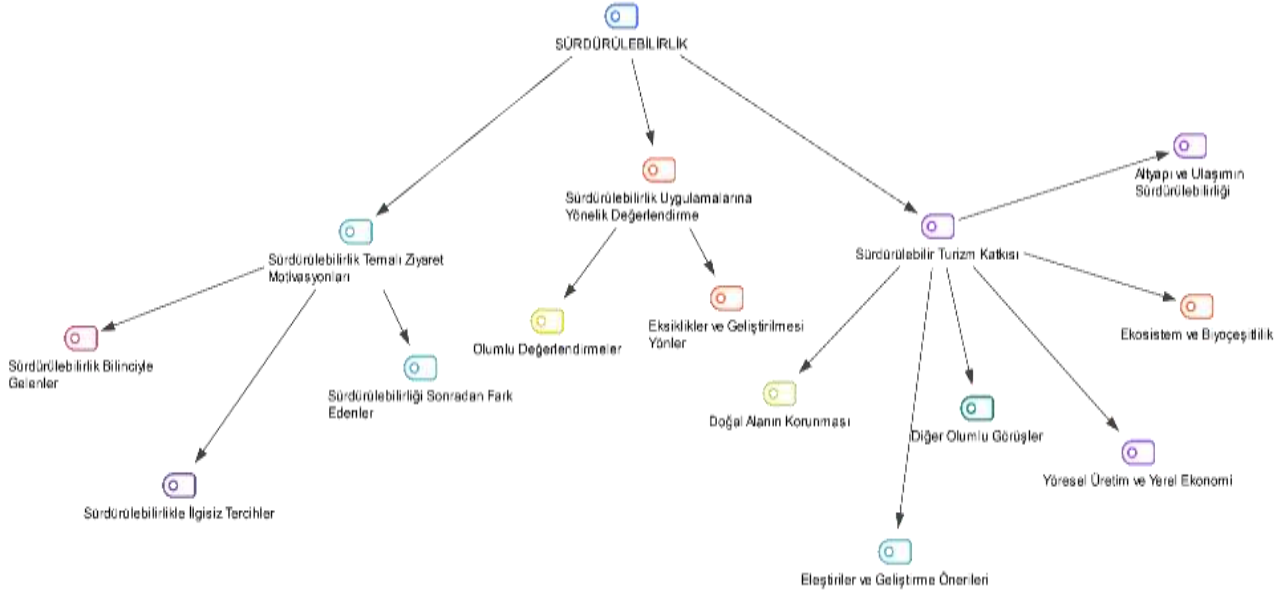 SÜRDÜRÜLEBİLİRLİK
Sürdürülebilirlik Uygulamalarına
Yönelik Değerlendirme
Altyapı ve Ulaşımın
Sürdürülebilirliği
Sürdürülebilirlik Temalı Ziyaret
Motivasyonları
Sürdürülebilir Turizm Katkısı
Sürdürülebilirlik Bilinciyle
Gelenler
Sürdürülebilirliği Sonradan Fark
Edenler
Olumlu Değerlendirmeler
Eksiklikler ve Geliştirilmesi
Yönler
Ekosistem ve Biyoçeşitlilik
Doğal Alanın Korunması
Diğer Olumlu Görüşler
Yöresel Üretim ve Yerel Ekonomi
Sürdürülebilirlikle İlgisiz Tercihler
Eleştiriler ve Geliştirme Önerileri